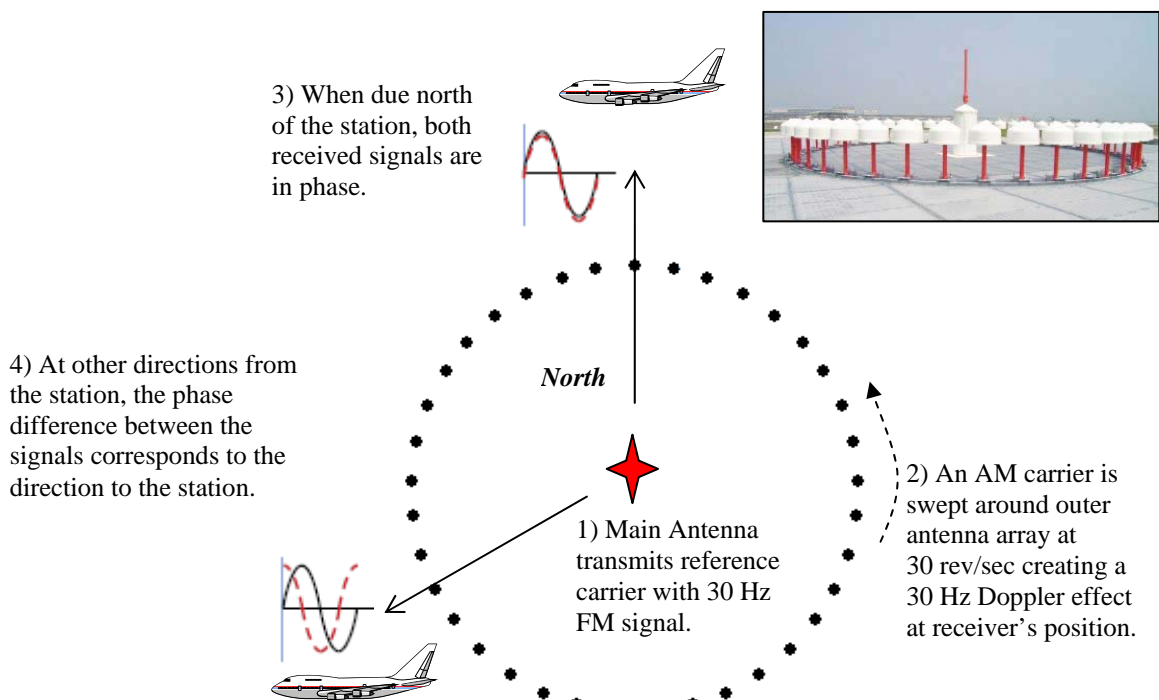 3) When due north
of the station, both
received signals are
in phase.
4) At other directions from
the station, the phase
difference between the
signals corresponds to the
direction to the station.
North
1) Main Antenna
transmits reference
carrier with 30 Hz
FM signal.
2) An AM carrier is
swept around outer
antenna array at
30 rev/sec creating a
30 Hz Doppler effect
at receiver's position.